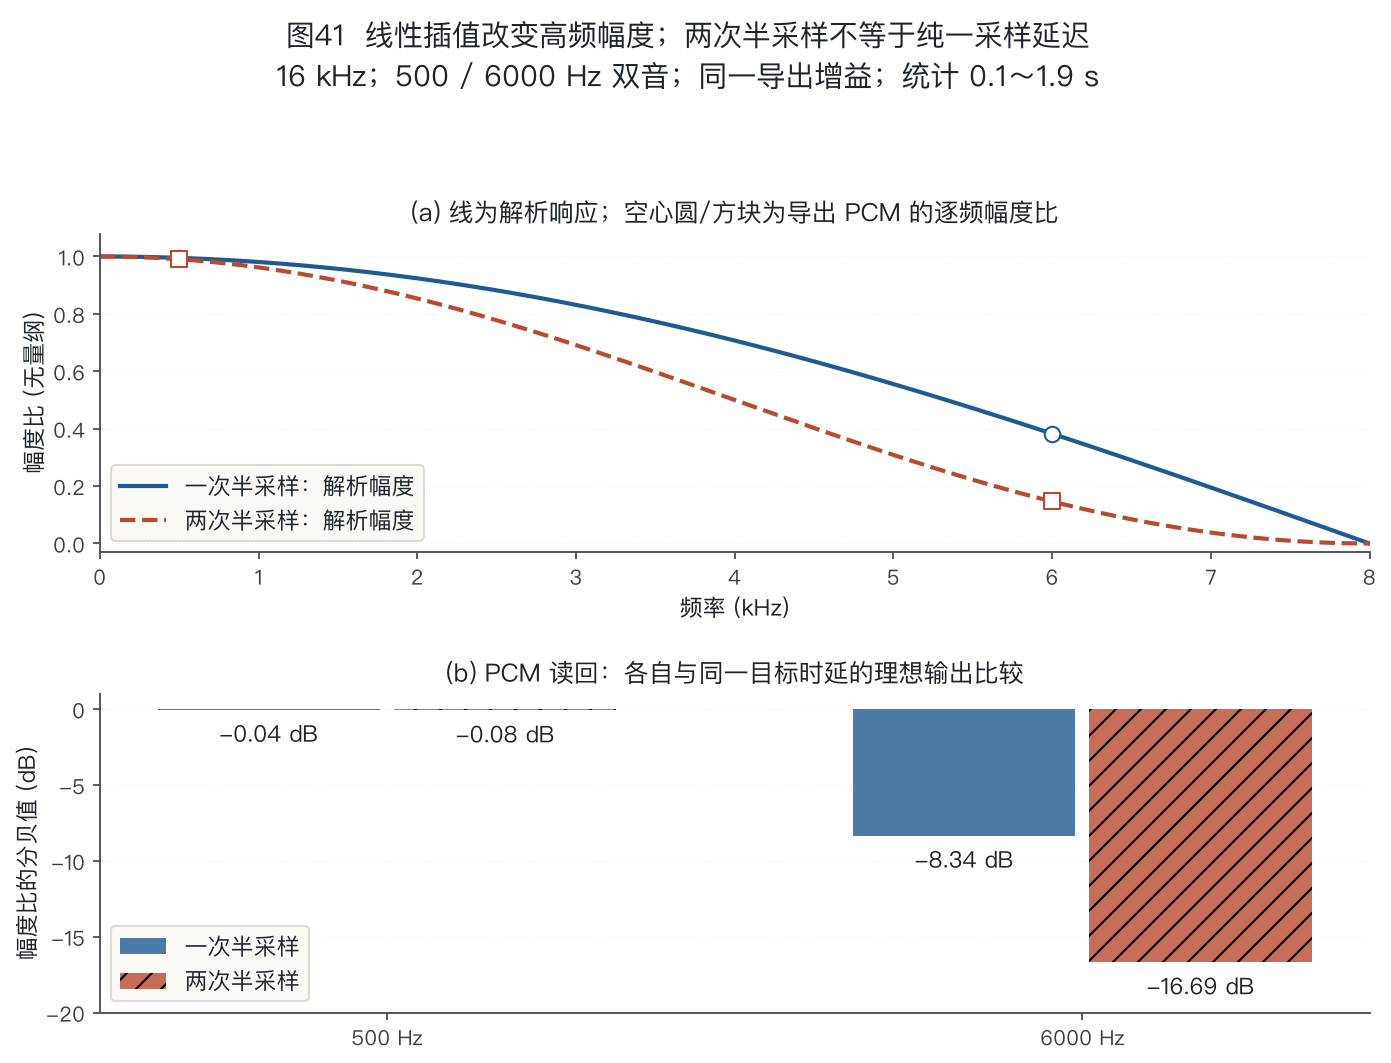 图41  线性插值改变高频幅度；两次半采样不等于纯一采样延迟
16 kHz；500 / 6000 Hz 双音；同一导出增益；统计 0.1～1.9 s
(a) 线为解析响应；空心圆/方块为导出 PCM 的逐频幅度比
幅度比 (无量纲)
1.0
0.8
0.6
0.4
0.2
0.0
一次半采样：解析幅度
两次半采样：解析幅度
0 1 2 3 4 5 6 7 8
频率 (kHz)
(b) PCM 读回：各自与同一目标时延的理想输出比较
幅度比的分贝值 (dB)
0
−5
−10
−15
−20
−0.04 dB
−0.08 dB
−8.34 dB
−16.69 dB
一次半采样
两次半采样
500 Hz 6000 Hz